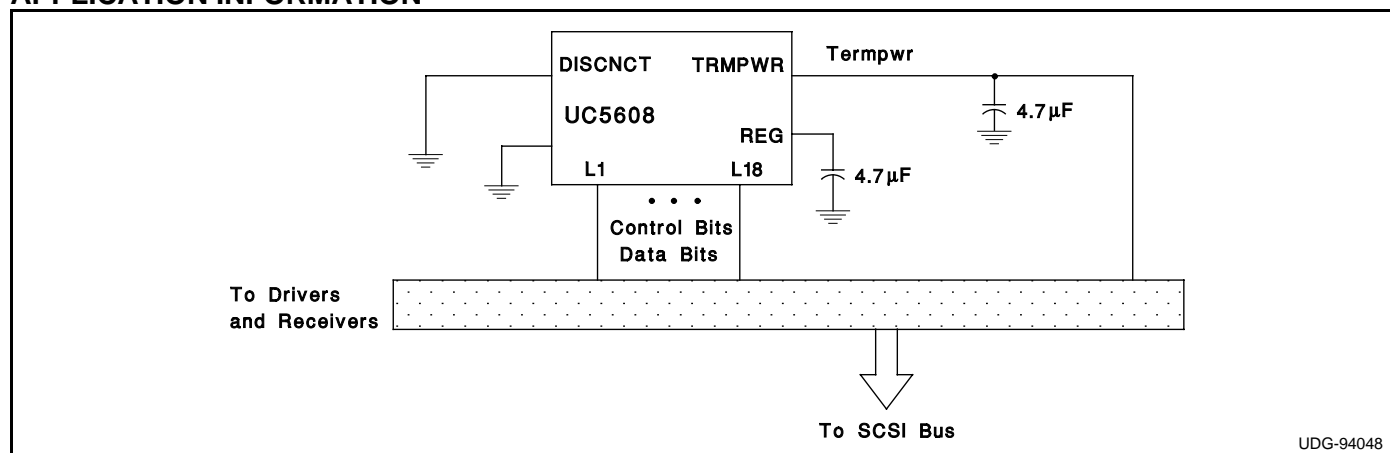 APPLICATION INFORMATION
DISCNCT
TRMPWR
Termpwr
UC5608
4.7µF
REG
L1
L18
4.7µF
• • •
Control Bits
Data Bits
To Drivers
and Receivers
To SCSI Bus
UDG-94048